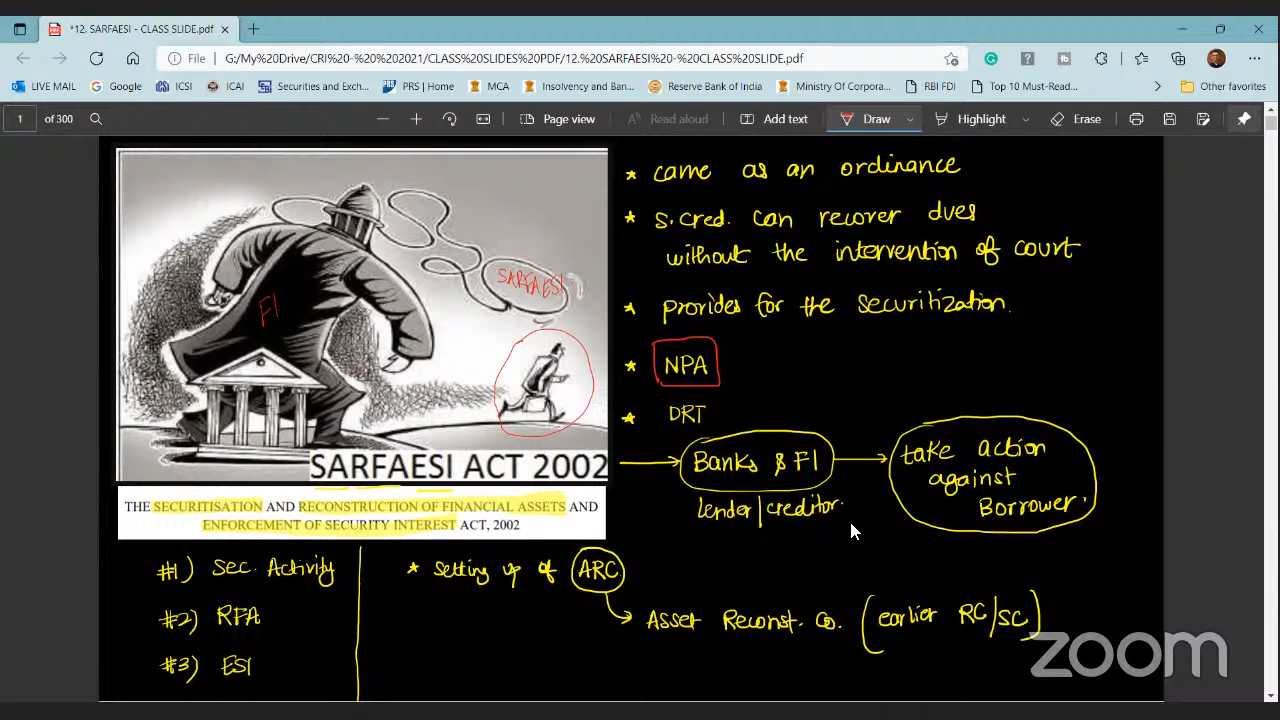 *12. SARFAESI - CLASS SLIDE.pdf
File G:/My%20Drive/CRI%20-%20%202021/CLASS%20SLIDES%20PDF/12.%20SARFAESI%20-%20CLASS%20SLIDE.pdf
LIVE MAIL Google ICSI ICAI Securities and Exch... PRS | Home MCA Insolvency and Ban... Reserve Bank of India Ministry Of Corpora... RBI FDI Top 10 Must-Read... Other favorites
1 of 300 Page view Read aloud Add text Draw Highlight Erase
* came as an ordinance
* S.cred. can recover dues
without the intervention of court
* provides for the securitization.
* NPA
* DRT
SARFAESI
FI
SARFAESI ACT 2002
Banks & FI
take action
against
Borrower.
lender/creditor.
THE SECURITISATION AND RECONSTRUCTION OF FINANCIAL ASSETS AND
ENFORCEMENT OF SECURITY INTEREST ACT, 2002
#1) Sec. Activity
#2) RFA
#3) ESI
* Setting up of ARC
Asset Reconst. Co. (earlier RC/SC)
zoom